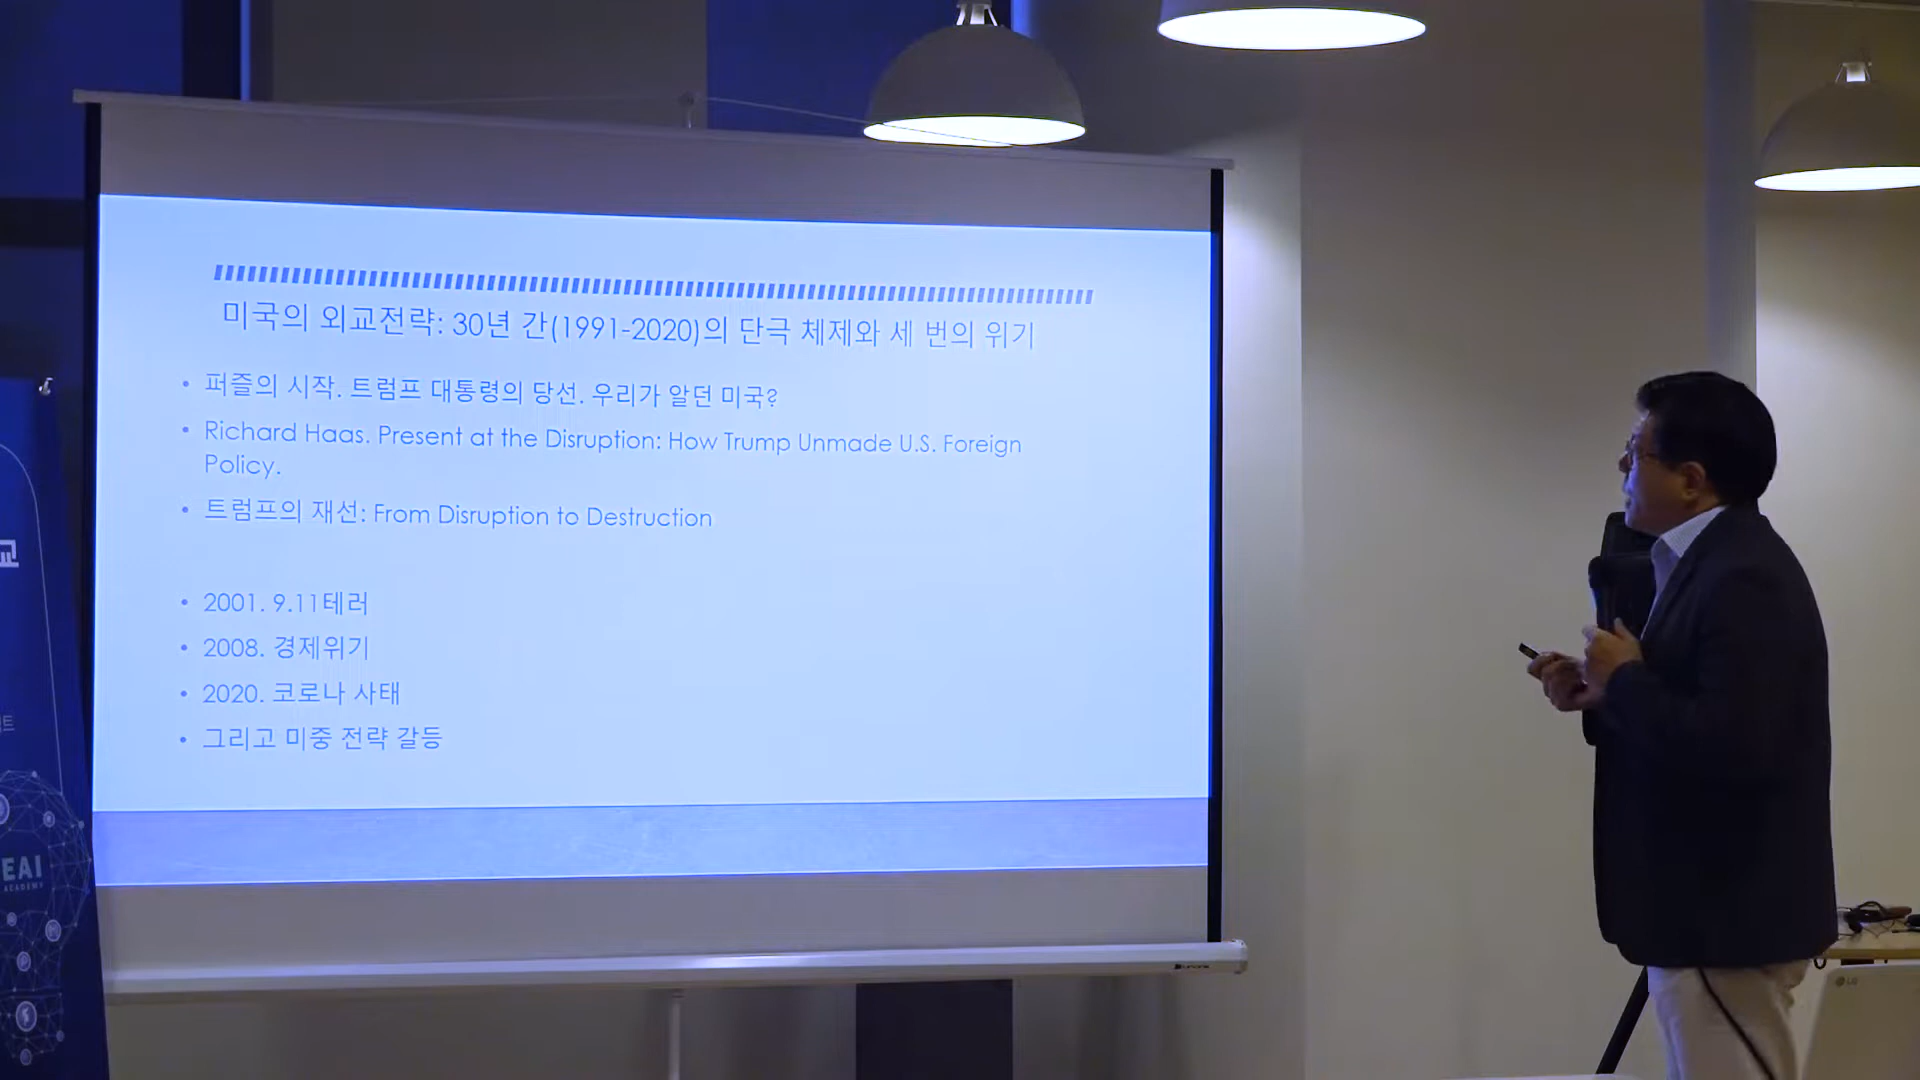 미국의 외교전략: 30년 간(1991-2020)의 단극 체제와 세 번의 위기
• 퍼즐의 시작. 트럼프 대통령의 당선. 우리가 알던 미국?
• Richard Haas. Present at the Disruption: How Trump Unmade U.S. Foreign
Policy.
• 트럼프의 재선: From Disruption to Destruction
• 2001. 9.11테러
• 2008. 경제위기
• 2020. 코로나 사태
• 그리고 미중 전략 갈등
교
트
EAI
ACADEMY
LG